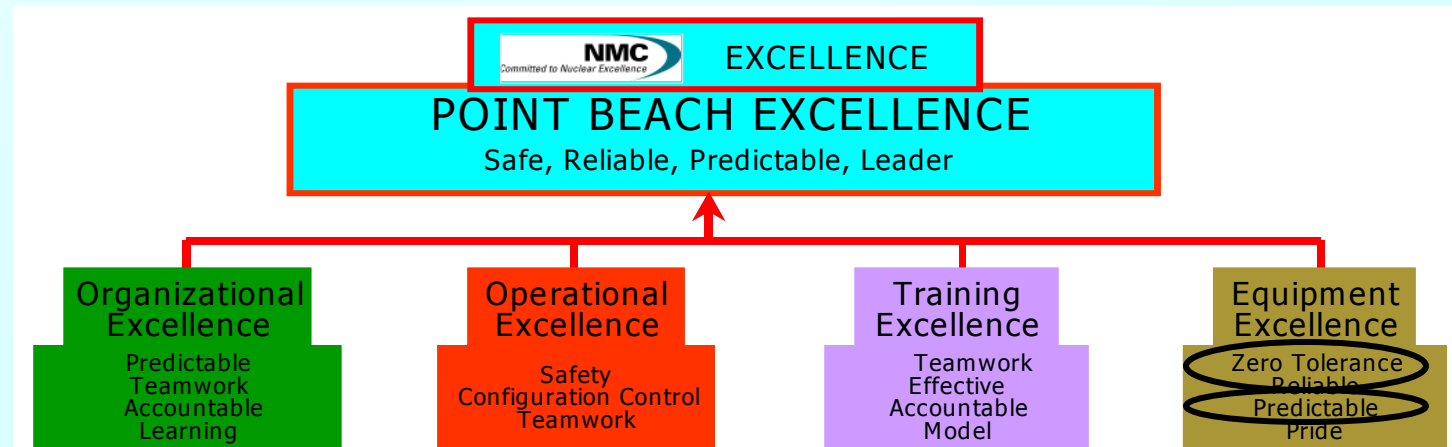 NMC
Committed to Nuclear Excellence
EXCELLENCE
POINT BEACH EXCELLENCE
Safe, Reliable, Predictable, Leader
Organizational
Excellence
Predictable
Teamwork
Accountable
Learning
Operational
Excellence
Safety
Configuration Control
Teamwork
Training
Excellence
Teamwork
Effective
Accountable
Model
Equipment
Excellence
Zero Tolerance
Reliable
Predictable
Pride